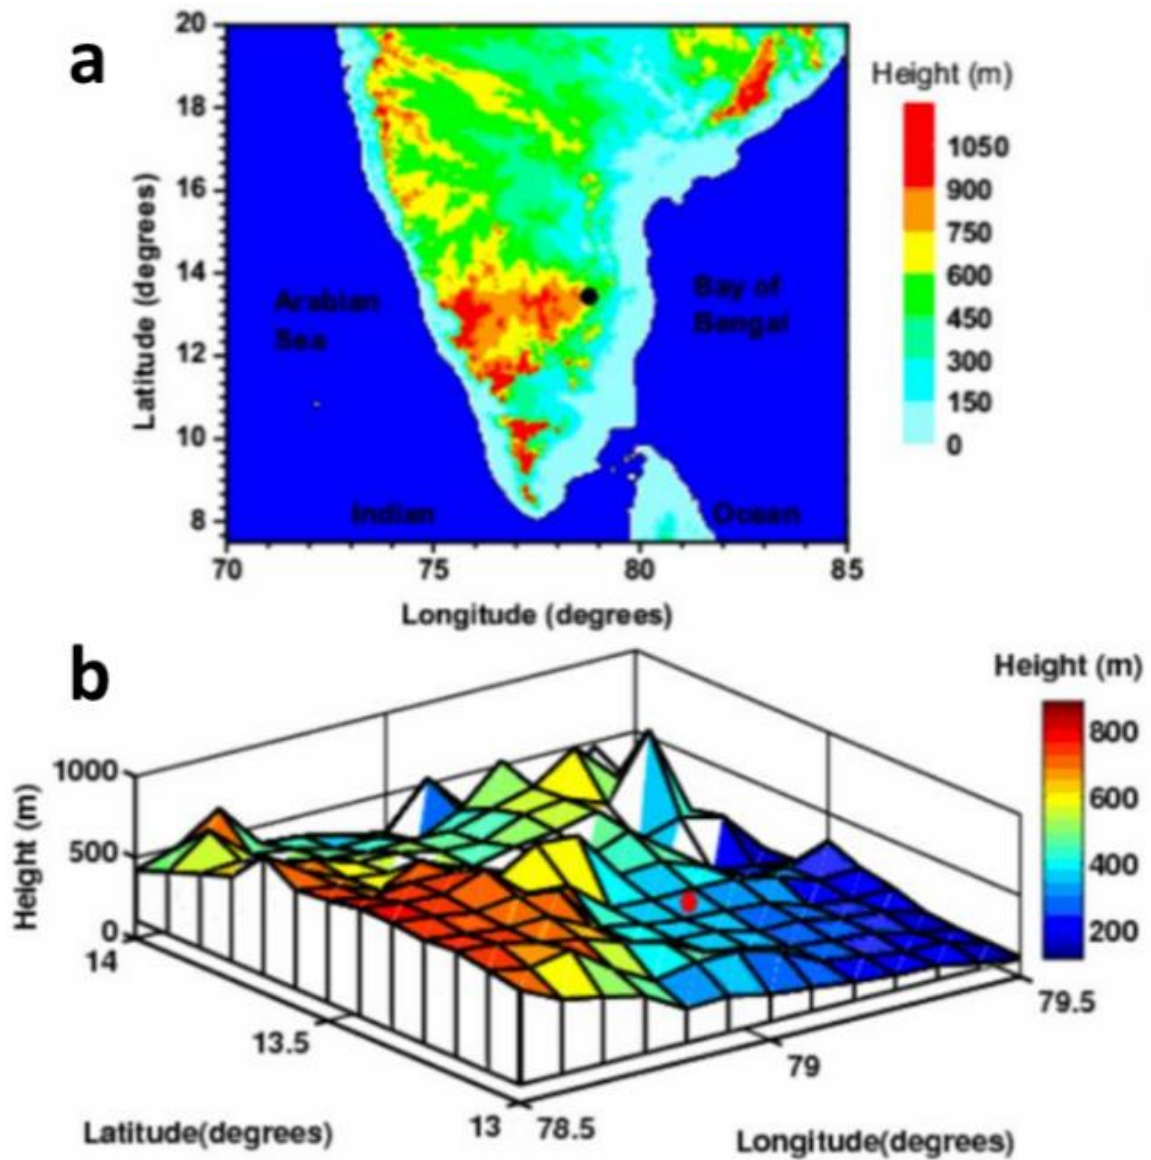 a
20
18
16
14
12
10
8
70
75
80
85
Latitude (degrees)
Longitude (degrees)
Arabian
Sea
Bay of
Bengal
Indian
Ocean
Height (m)
1050
900
750
600
450
300
150
0
b
1000
500
0
Height (m)
14
13.5
13
78.5
79
79.5
Latitude(degrees)
Longitude(degrees)
Height (m)
800
600
400
200